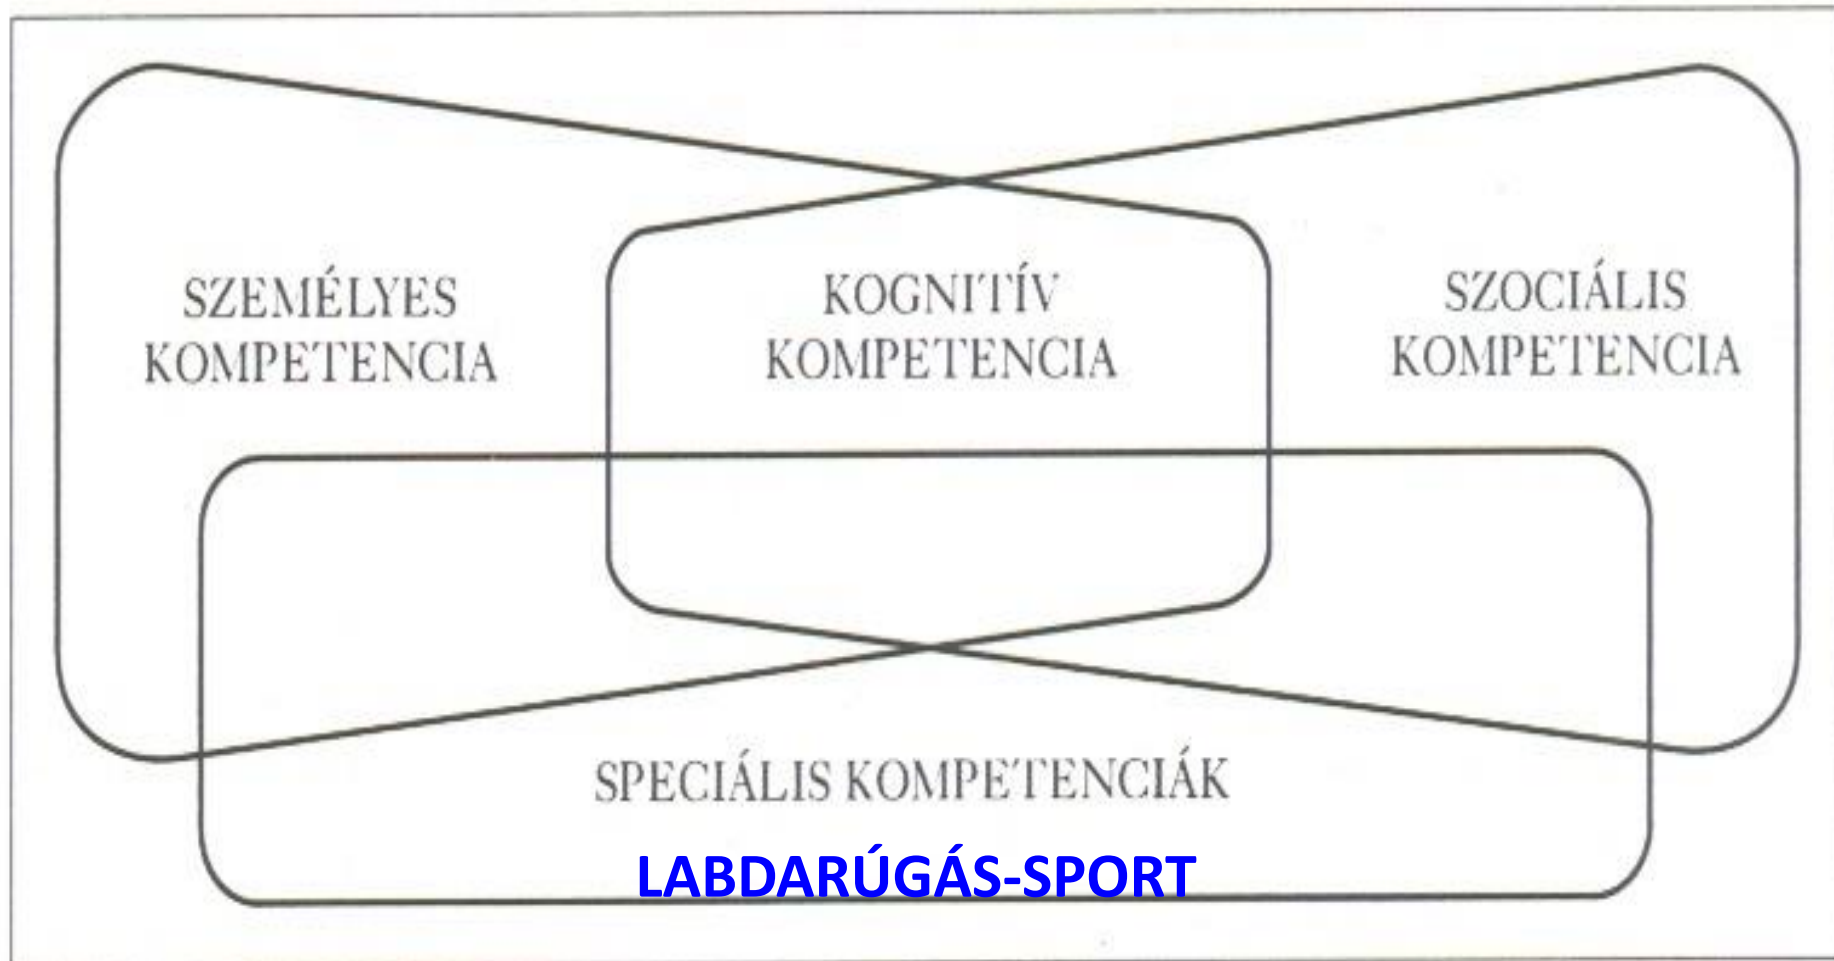 SZEMÉLYES
KOMPETENCIA
KOGNITÍV
KOMPETENCIA
SZOCIÁLIS
KOMPETENCIA
SPECIÁLIS KOMPETENCIÁK
LABDARÚGÁS-SPORT